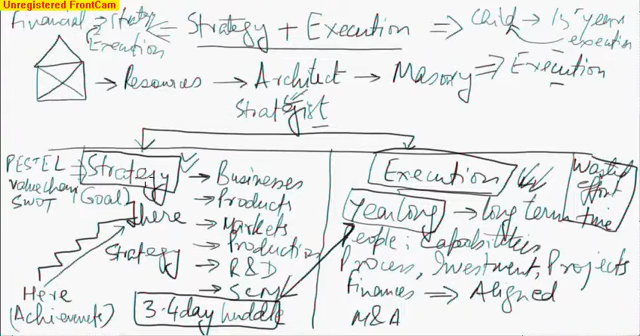 Unregistered FrontCam
Financial → Strategy Execution ⇐ Strategy + Execution ⇒ Child → 15 years execution
→ Resources → Architect → Masonry ⇒ Execution
Strategist
PESTEL
valuechain
SWOT
Strategy
(Goal)
there
Strategy
Here
(Achievements)
→ Businesses
→ Products
→ Markets
→ Production
→ R&D
→ SCM
3-4 day huddle
Execution
Wasted effort time
Yearlong → long term
People: Capabilities
Process, Investment, Projects
Finances ⇒ Aligned
M&A